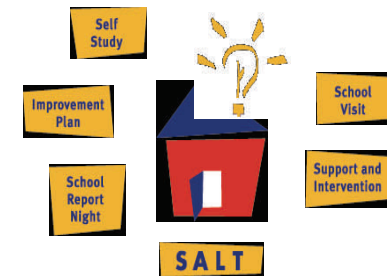 Self
Study
Improvement
Plan
School
Visit
School
Report
Night
Support and
Intervention
SALT